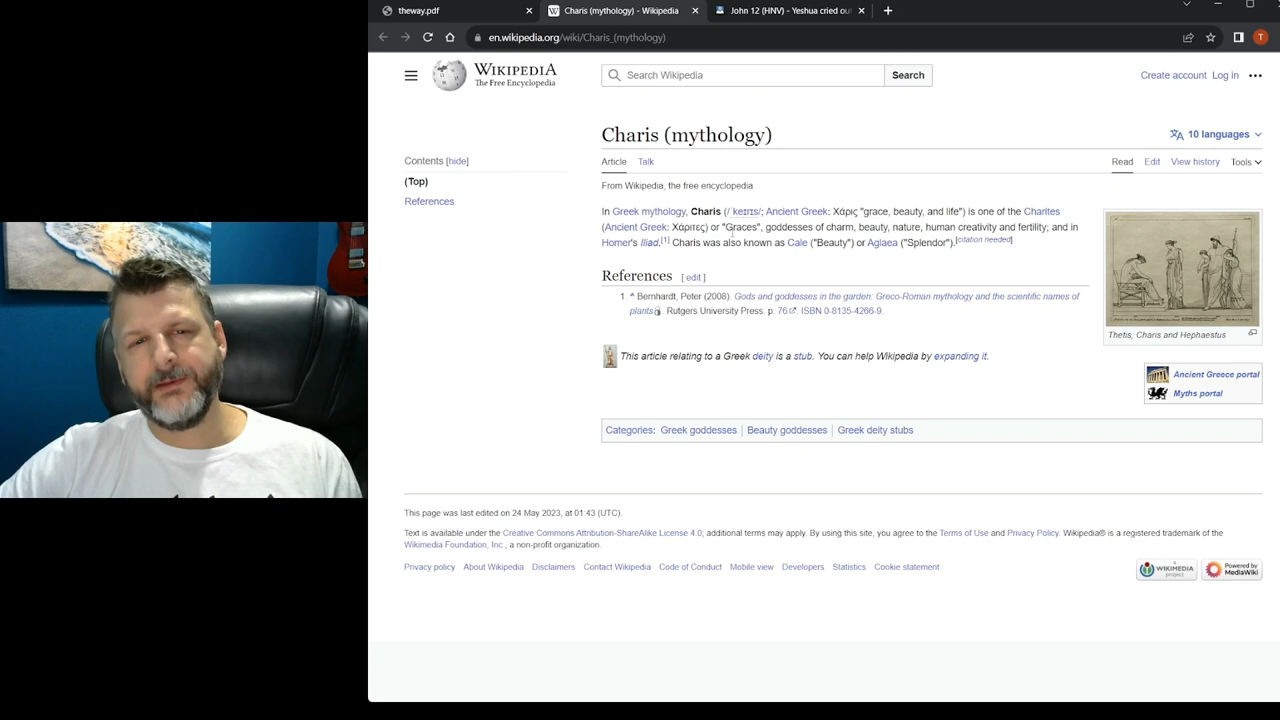 theway.pdf
Charis (mythology) - Wikipedia
John 12 (HNV) - Yeshua cried out
en.wikipedia.org/wiki/Charis_(mythology)
T
WIKIPEDIA
The Free Encyclopedia
Search Wikipedia
Search
Create account Log in
Charis (mythology)
10 languages
Contents [hide]
(Top)
References
Article Talk
Read Edit View history Tools
From Wikipedia, the free encyclopedia
In Greek mythology, Charis (/ˈkeɪrɪs/; Ancient Greek: Χάρις "grace, beauty, and life") is one of the Charites
(Ancient Greek: Χάριτες) or "Graces", goddesses of charm, beauty, nature, human creativity and fertility; and in
Homer's Iliad.[1] Charis was also known as Cale ("Beauty") or Aglaea ("Splendor").[citation needed]
References [ edit ]
1. ^ Bernhardt, Peter (2008). Gods and goddesses in the garden: Greco-Roman mythology and the scientific names of
plants. Rutgers University Press. p. 76. ISBN 0-8135-4266-9.
Thetis, Charis and Hephaestus
This article relating to a Greek deity is a stub. You can help Wikipedia by expanding it.
Ancient Greece portal
Myths portal
Categories: Greek goddesses | Beauty goddesses | Greek deity stubs
This page was last edited on 24 May 2023, at 01:43 (UTC).
Text is available under the Creative Commons Attribution-ShareAlike License 4.0; additional terms may apply. By using this site, you agree to the Terms of Use and Privacy Policy. Wikipedia® is a registered trademark of the
Wikimedia Foundation, Inc., a non-profit organization.
Privacy policy About Wikipedia Disclaimers Contact Wikipedia Code of Conduct Mobile view Developers Statistics Cookie statement
A WIKIMEDIA project
Powered by MediaWiki